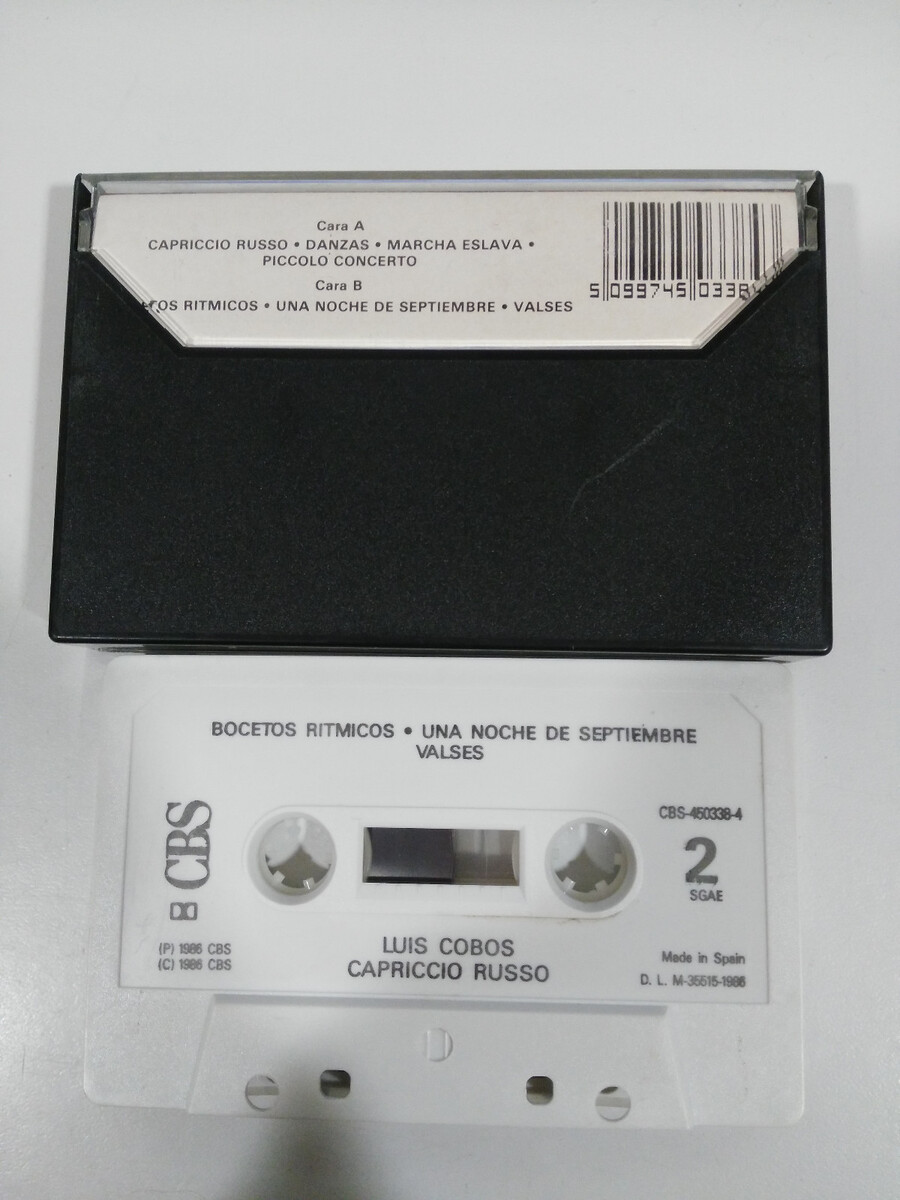 Cara A
CAPRICCIO RUSSO • DANZAS • MARCHA ESLAVA •
PICCOLO CONCERTO
Cara B
TOS RITMICOS • UNA NOCHE DE SEPTIEMBRE • VALSES
5 099745 0338
BOCETOS RITMICOS • UNA NOCHE DE SEPTIEMBRE
VALSES
CBS
CBS-450338-4
2
SGAE
(P) 1986 CBS
(C) 1986 CBS
LUIS COBOS
CAPRICCIO RUSSO
Made in Spain
D. L. M-35515-1986